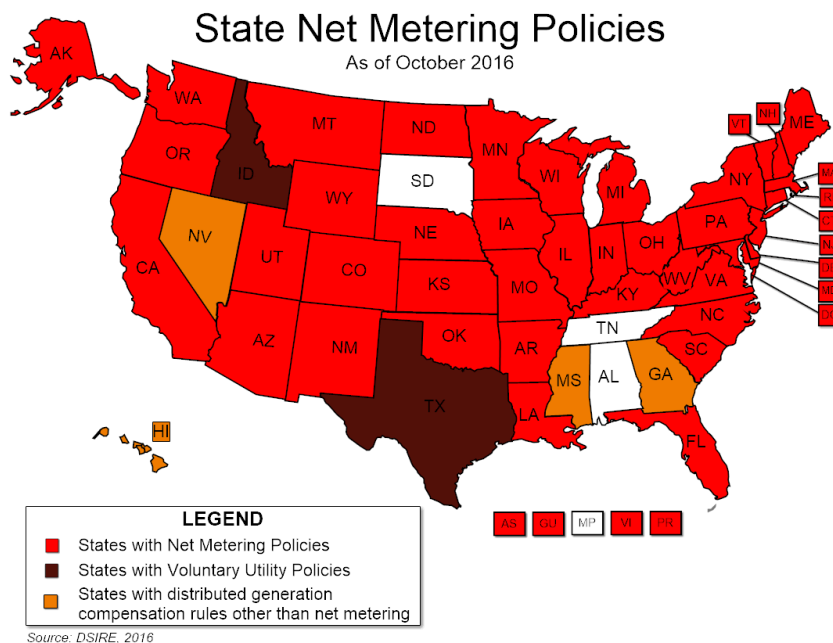 State Net Metering Policies
As of October 2016
AK
WA
MT
ND
MN
VT
NH
ME
OR
ID
WY
SD
WI
MI
NY
NV
UT
CO
NE
IA
IL
IN
OH
PA
CA
KS
MO
KY
WV
VA
AZ
NM
OK
AR
TN
NC
SC
TX
LA
MS
AL
GA
FL
HI
AS
GU
MP
VI
PR
LEGEND
States with Net Metering Policies
States with Voluntary Utility Policies
States with distributed generation
compensation rules other than net metering
Source: DSIRE, 2016